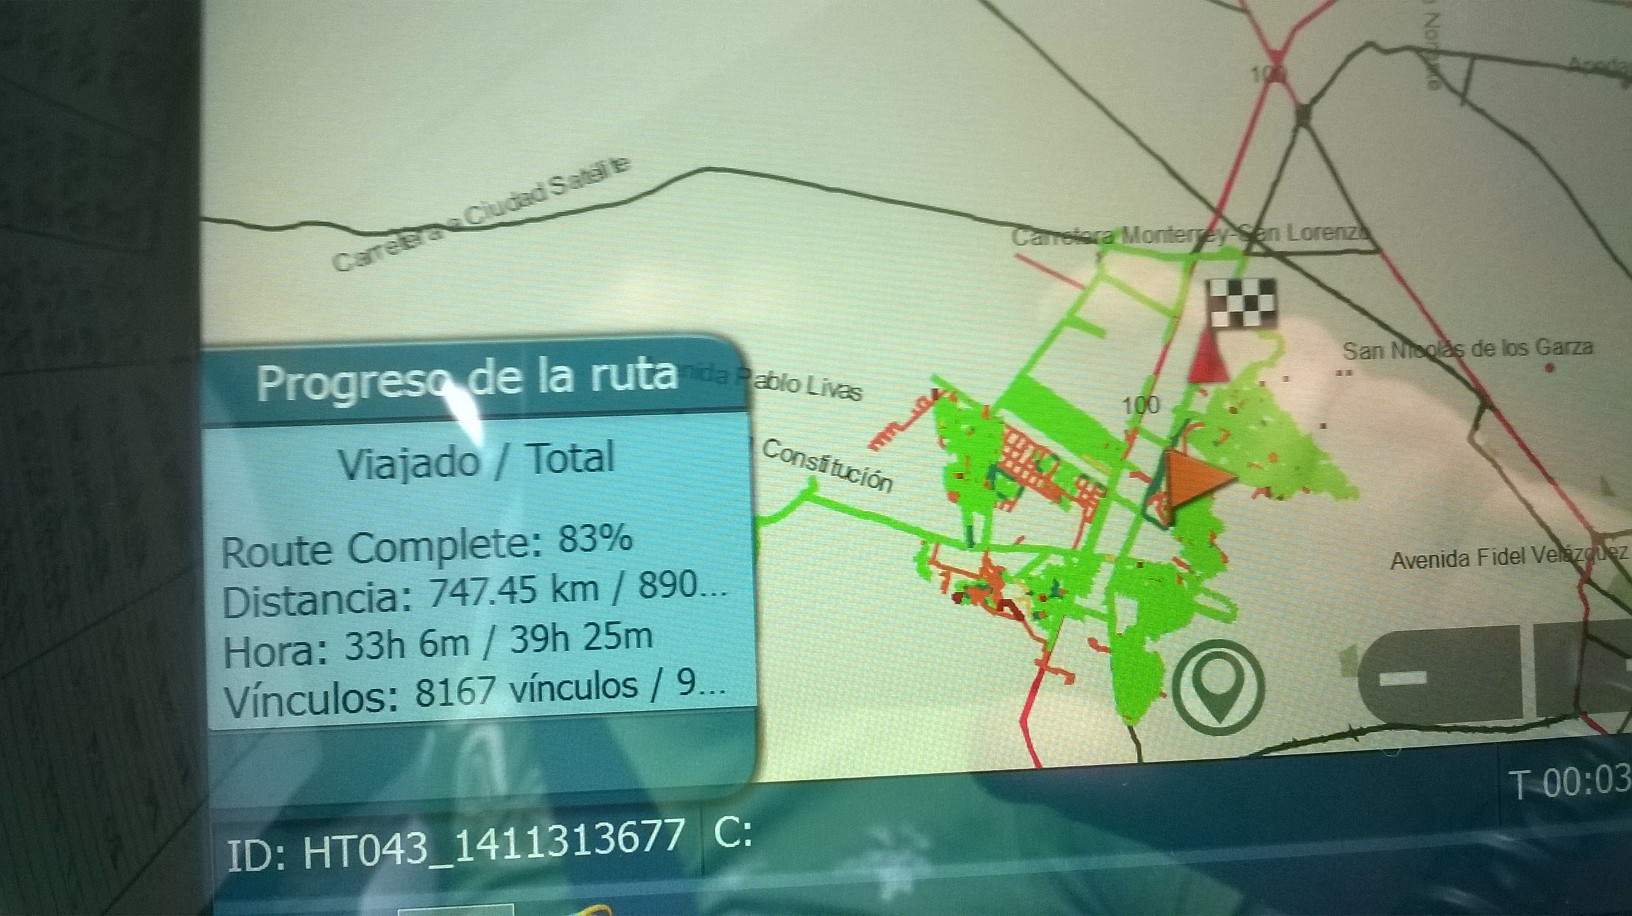 100
Carretera a Ciudad Satélite
Carretera Monterrey-San Lorenzo
San Nicolás de los Garza
Progreso de la ruta
Pablo Livas
100
Viajado / Total
Constitución
Route Complete: 83%
Avenida Fidel Velázquez
Distancia: 747.45 km / 890...
Hora: 33h 6m / 39h 25m
Vínculos: 8167 vínculos / 9...
T 00:03
ID: HT043_1411313677 C: